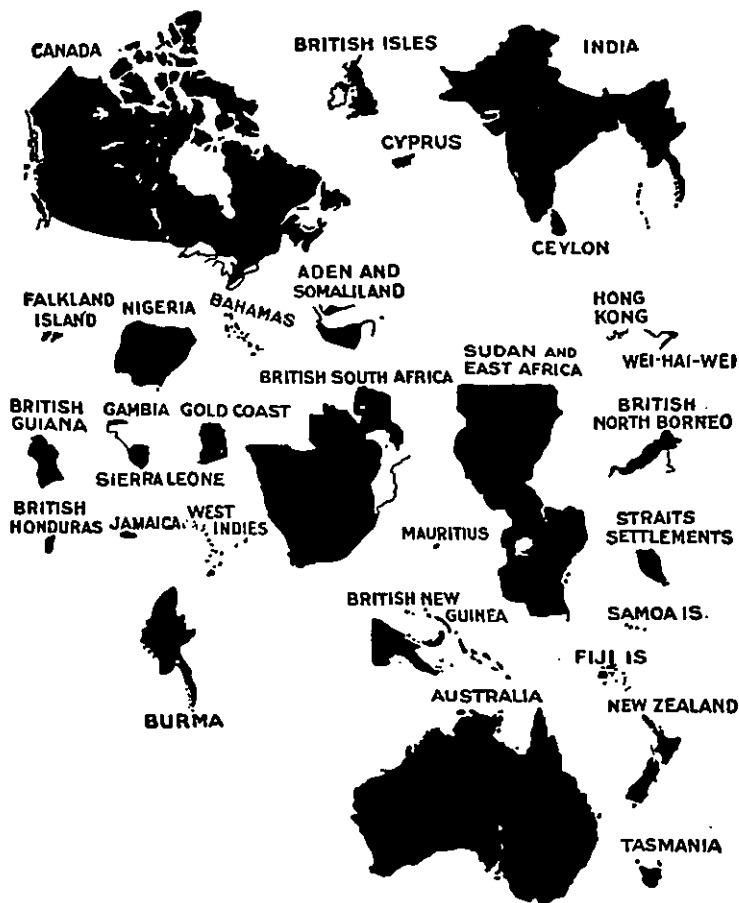 CANADA
BRITISH ISLES
INDIA
CYPRUS
CEYLON
FALKLAND
ISLAND
NIGERIA
BAHAMAS
ADEN AND
SOMALILAND
HONG
KONG
WEI-HAI-WEI
BRITISH SOUTH AFRICA
SUDAN AND
EAST AFRICA
BRITISH
GUIANA
GAMBIA
GOLD COAST
SIERRA LEONE
BRITISH
NORTH BORNEO
BRITISH
HONDURAS
JAMAICA
WEST
INDIES
MAURITIUS
STRAITS
SETTLEMENTS
BRITISH NEW
GUINEA
SAMOA IS.
FIJI IS
BURMA
AUSTRALIA
NEW ZEALAND
TASMANIA